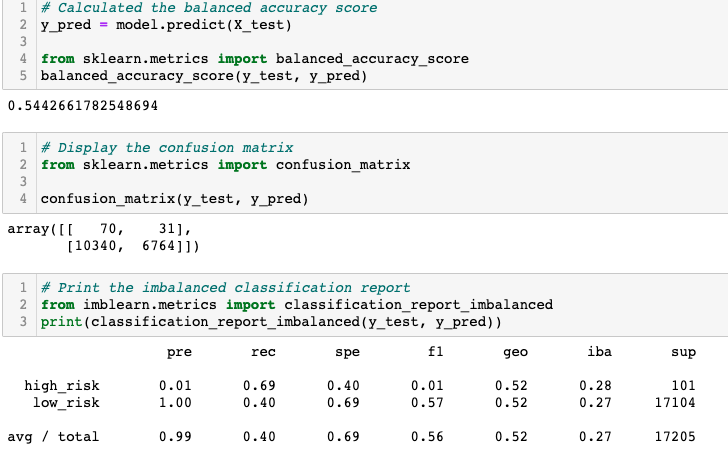 1 # Calculated the balanced accuracy score
2 y_pred = model.predict(X_test)
3
4 from sklearn.metrics import balanced_accuracy_score
5 balanced_accuracy_score(y_test, y_pred)
0.5442661782548694
1 # Display the confusion matrix
2 from sklearn.metrics import confusion_matrix
3
4 confusion_matrix(y_test, y_pred)
array([[   70,    31],
       [10340,  6764]])
1 # Print the imbalanced classification report
2 from imblearn.metrics import classification_report_imbalanced
3 print(classification_report_imbalanced(y_test, y_pred))
pre rec spe f1 geo iba sup
high_risk 0.01 0.69 0.40 0.01 0.52 0.28 101
low_risk 1.00 0.40 0.69 0.57 0.52 0.27 17104
avg / total 0.99 0.40 0.69 0.56 0.52 0.27 17205